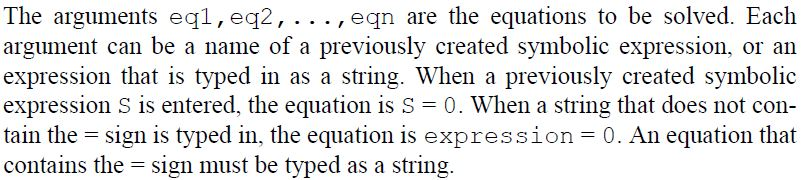 The arguments eq1,eq2,...,eqn are the equations to be solved. Each
argument can be a name of a previously created symbolic expression, or an
expression that is typed in as a string. When a previously created symbolic
expression S is entered, the equation is S = 0. When a string that does not con-
tain the = sign is typed in, the equation is expression = 0. An equation that
contains the = sign must be typed as a string.